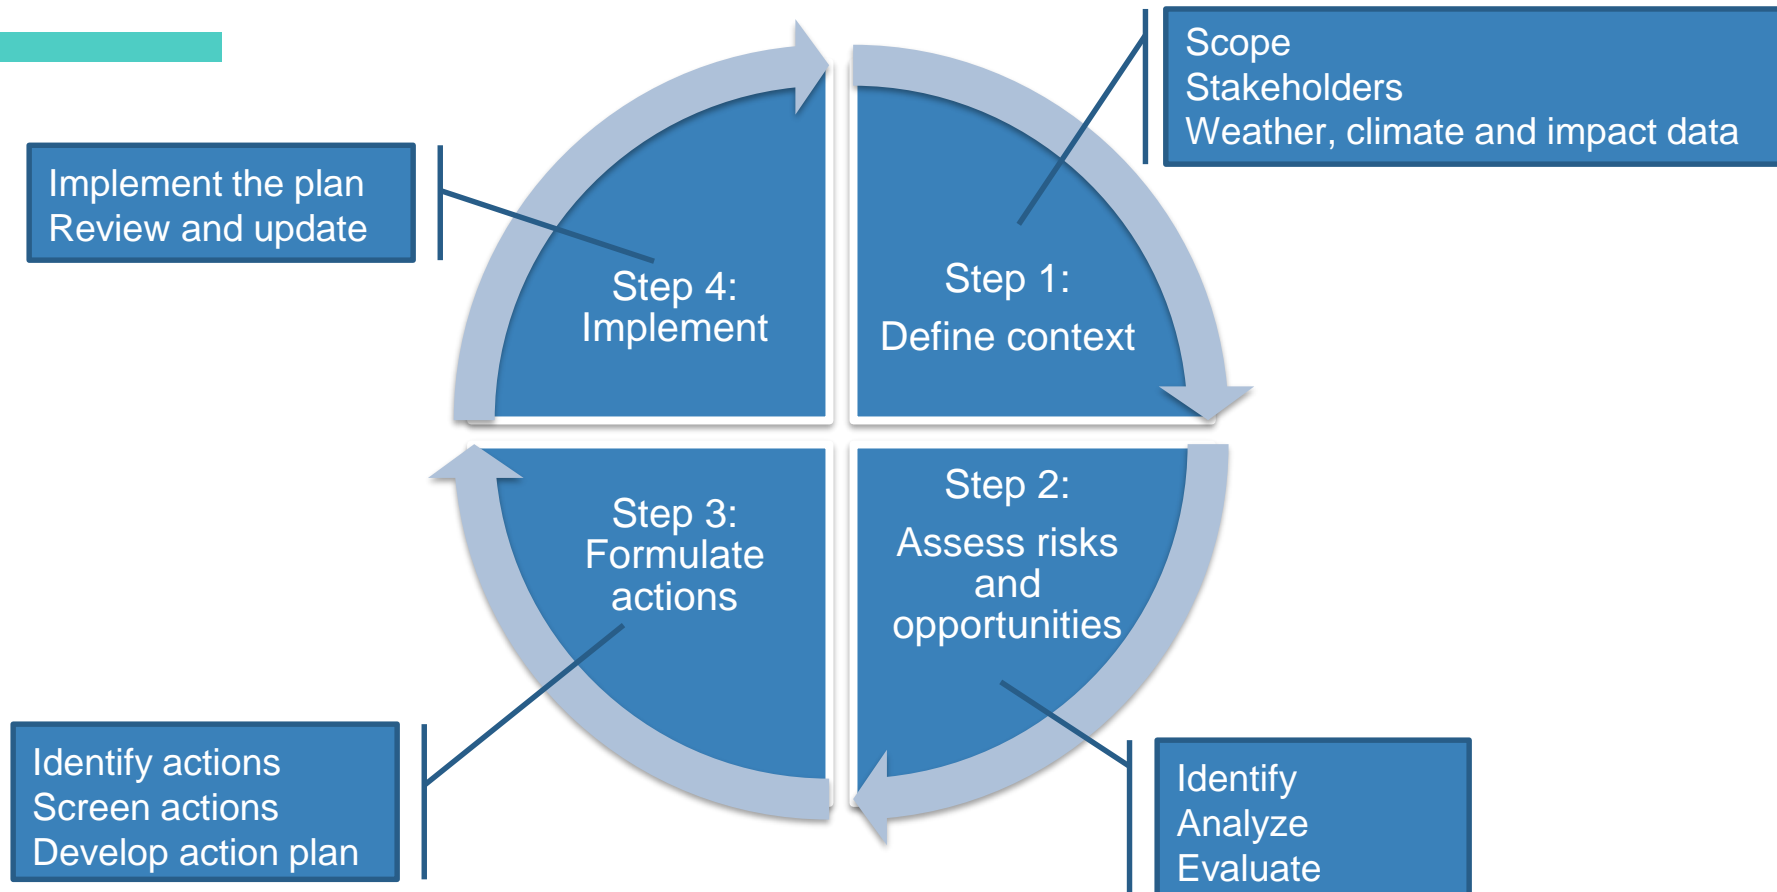 Scope
Stakeholders
Weather, climate and impact data
Implement the plan
Review and update
Step 4:
Implement
Step 1:
Define context
Step 3:
Formulate
actions
Step 2:
Assess risks
and
opportunities
Identify actions
Screen actions
Develop action plan
Identify
Analyze
Evaluate